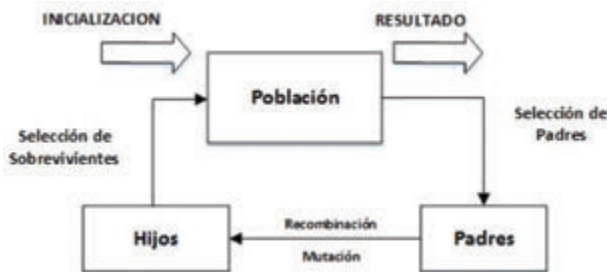 INICIALIZACION
RESULTADO
Población
Selección de
Sobrevivientes
Selección de
Padres
Hijos
Recombinación
Mutación
Padres